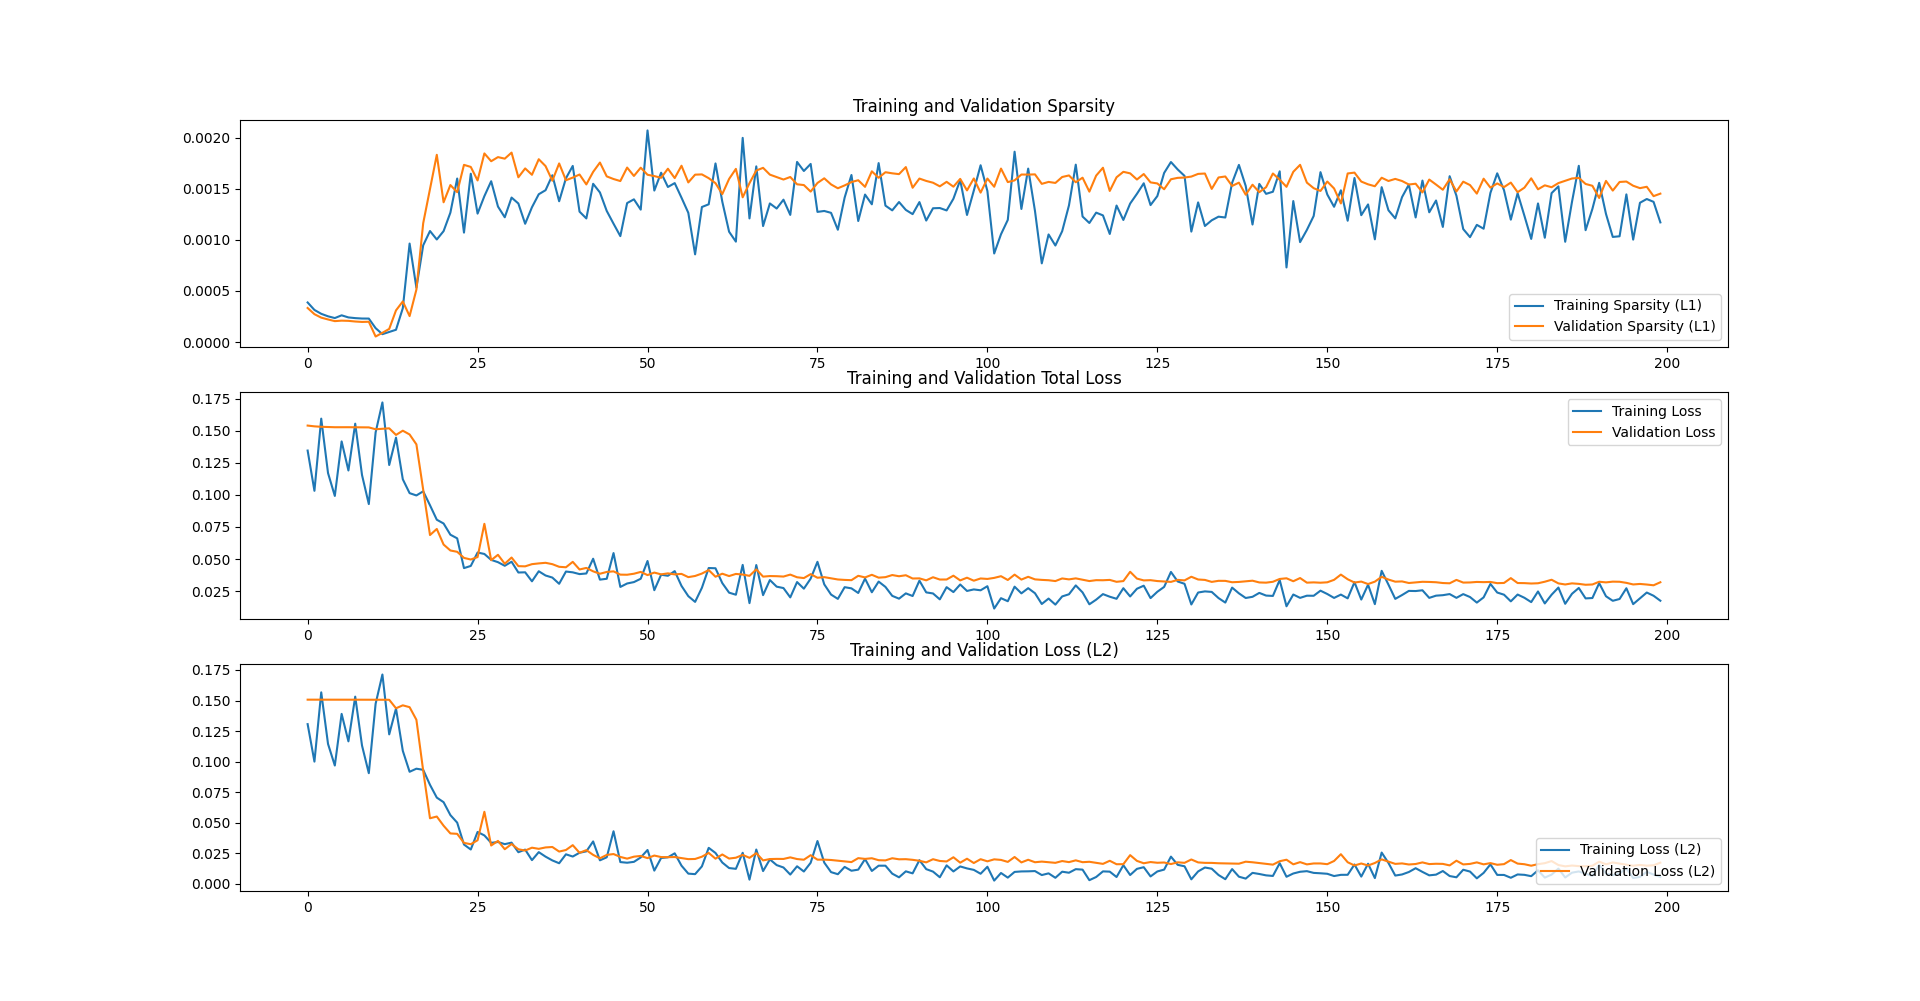 Training and Validation Sparsity
0.0020
0.0015
0.0010
0.0005
0.0000
Training Sparsity (L1)
Validation Sparsity (L1)
0 25 50 75 100 125 150 175 200
Training and Validation Total Loss
0.175
0.150
0.125
0.100
0.075
0.050
0.025
Training Loss
Validation Loss
0 25 50 75 100 125 150 175 200
Training and Validation Loss (L2)
0.175
0.150
0.125
0.100
0.075
0.050
0.025
0.000
Training Loss (L2)
Validation Loss (L2)
0 25 50 75 100 125 150 175 200